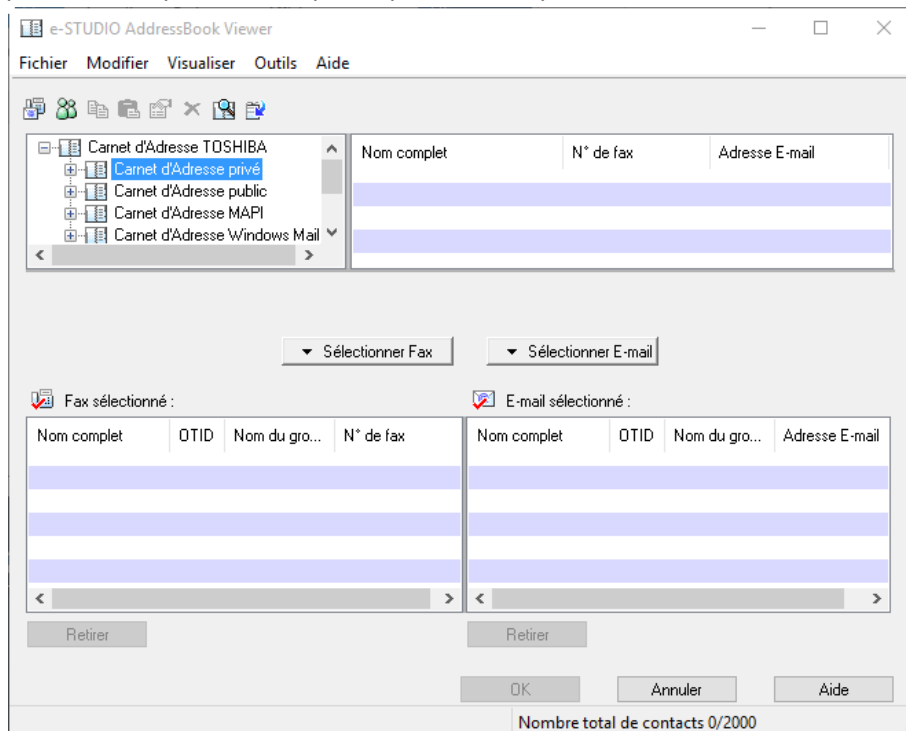 e-STUDIO AddressBook Viewer
Fichier Modifier Visualiser Outils Aide
Carnet d'Adresse TOSHIBA
Carnet d'Adresse privé
Carnet d'Adresse public
Carnet d'Adresse MAPI
Carnet d'Adresse Windows Mail
Nom complet N° de fax Adresse E-mail
Sélectionner Fax Sélectionner E-mail
Fax sélectionné : E-mail sélectionné :
Nom complet OTID Nom du gro... N° de fax Nom complet OTID Nom du gro... Adresse E-mail
Retirer Retirer
OK Annuler Aide
Nombre total de contacts 0/2000